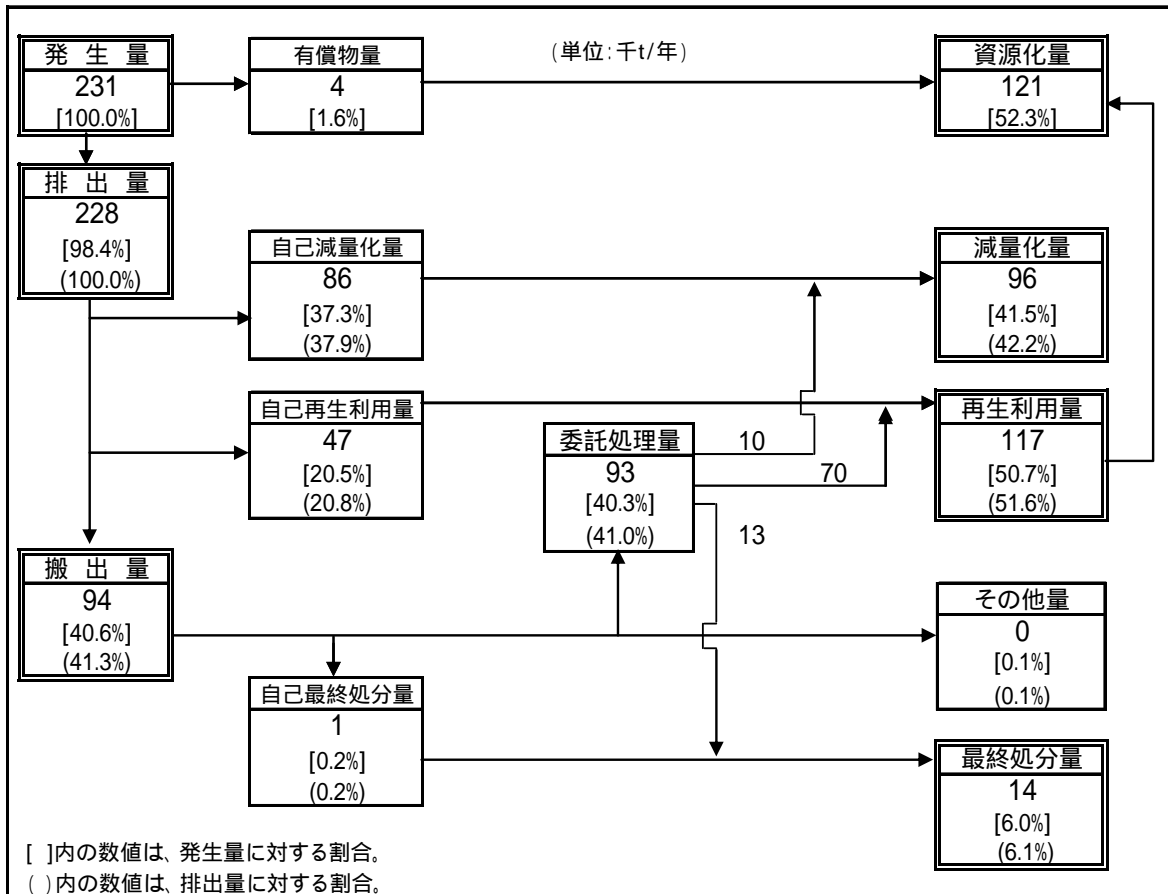 発 生 量
231
[100.0%]
有償物量
4
[1.6%]
(単位:千t/年)
資源化量
121
[52.3%]
排 出 量
228
[98.4%]
(100.0%)
自己減量化量
86
[37.3%]
(37.9%)
減量化量
96
[41.5%]
(42.2%)
自己再生利用量
47
[20.5%]
(20.8%)
委託処理量
93
[40.3%]
(41.0%)
10
70
13
再生利用量
117
[50.7%]
(51.6%)
搬 出 量
94
[40.6%]
(41.3%)
その他量
0
[0.1%]
(0.1%)
自己最終処分量
1
[0.2%]
(0.2%)
最終処分量
14
[6.0%]
(6.1%)
[ ]内の数値は、発生量に対する割合。
( )内の数値は、排出量に対する割合。